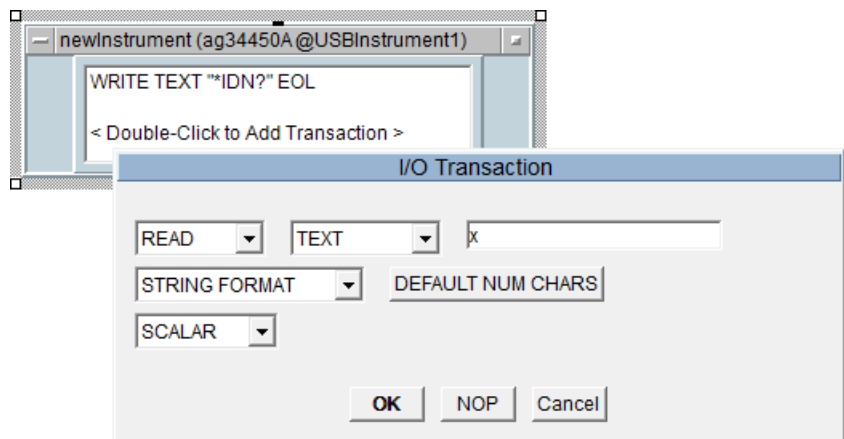 newInstrument (ag34450A@USBInstrument1)
WRITE TEXT "*IDN?" EOL
< Double-Click to Add Transaction >
I/O Transaction
READ TEXT x
STRING FORMAT DEFAULT NUM CHARS
SCALAR
OK NOP Cancel